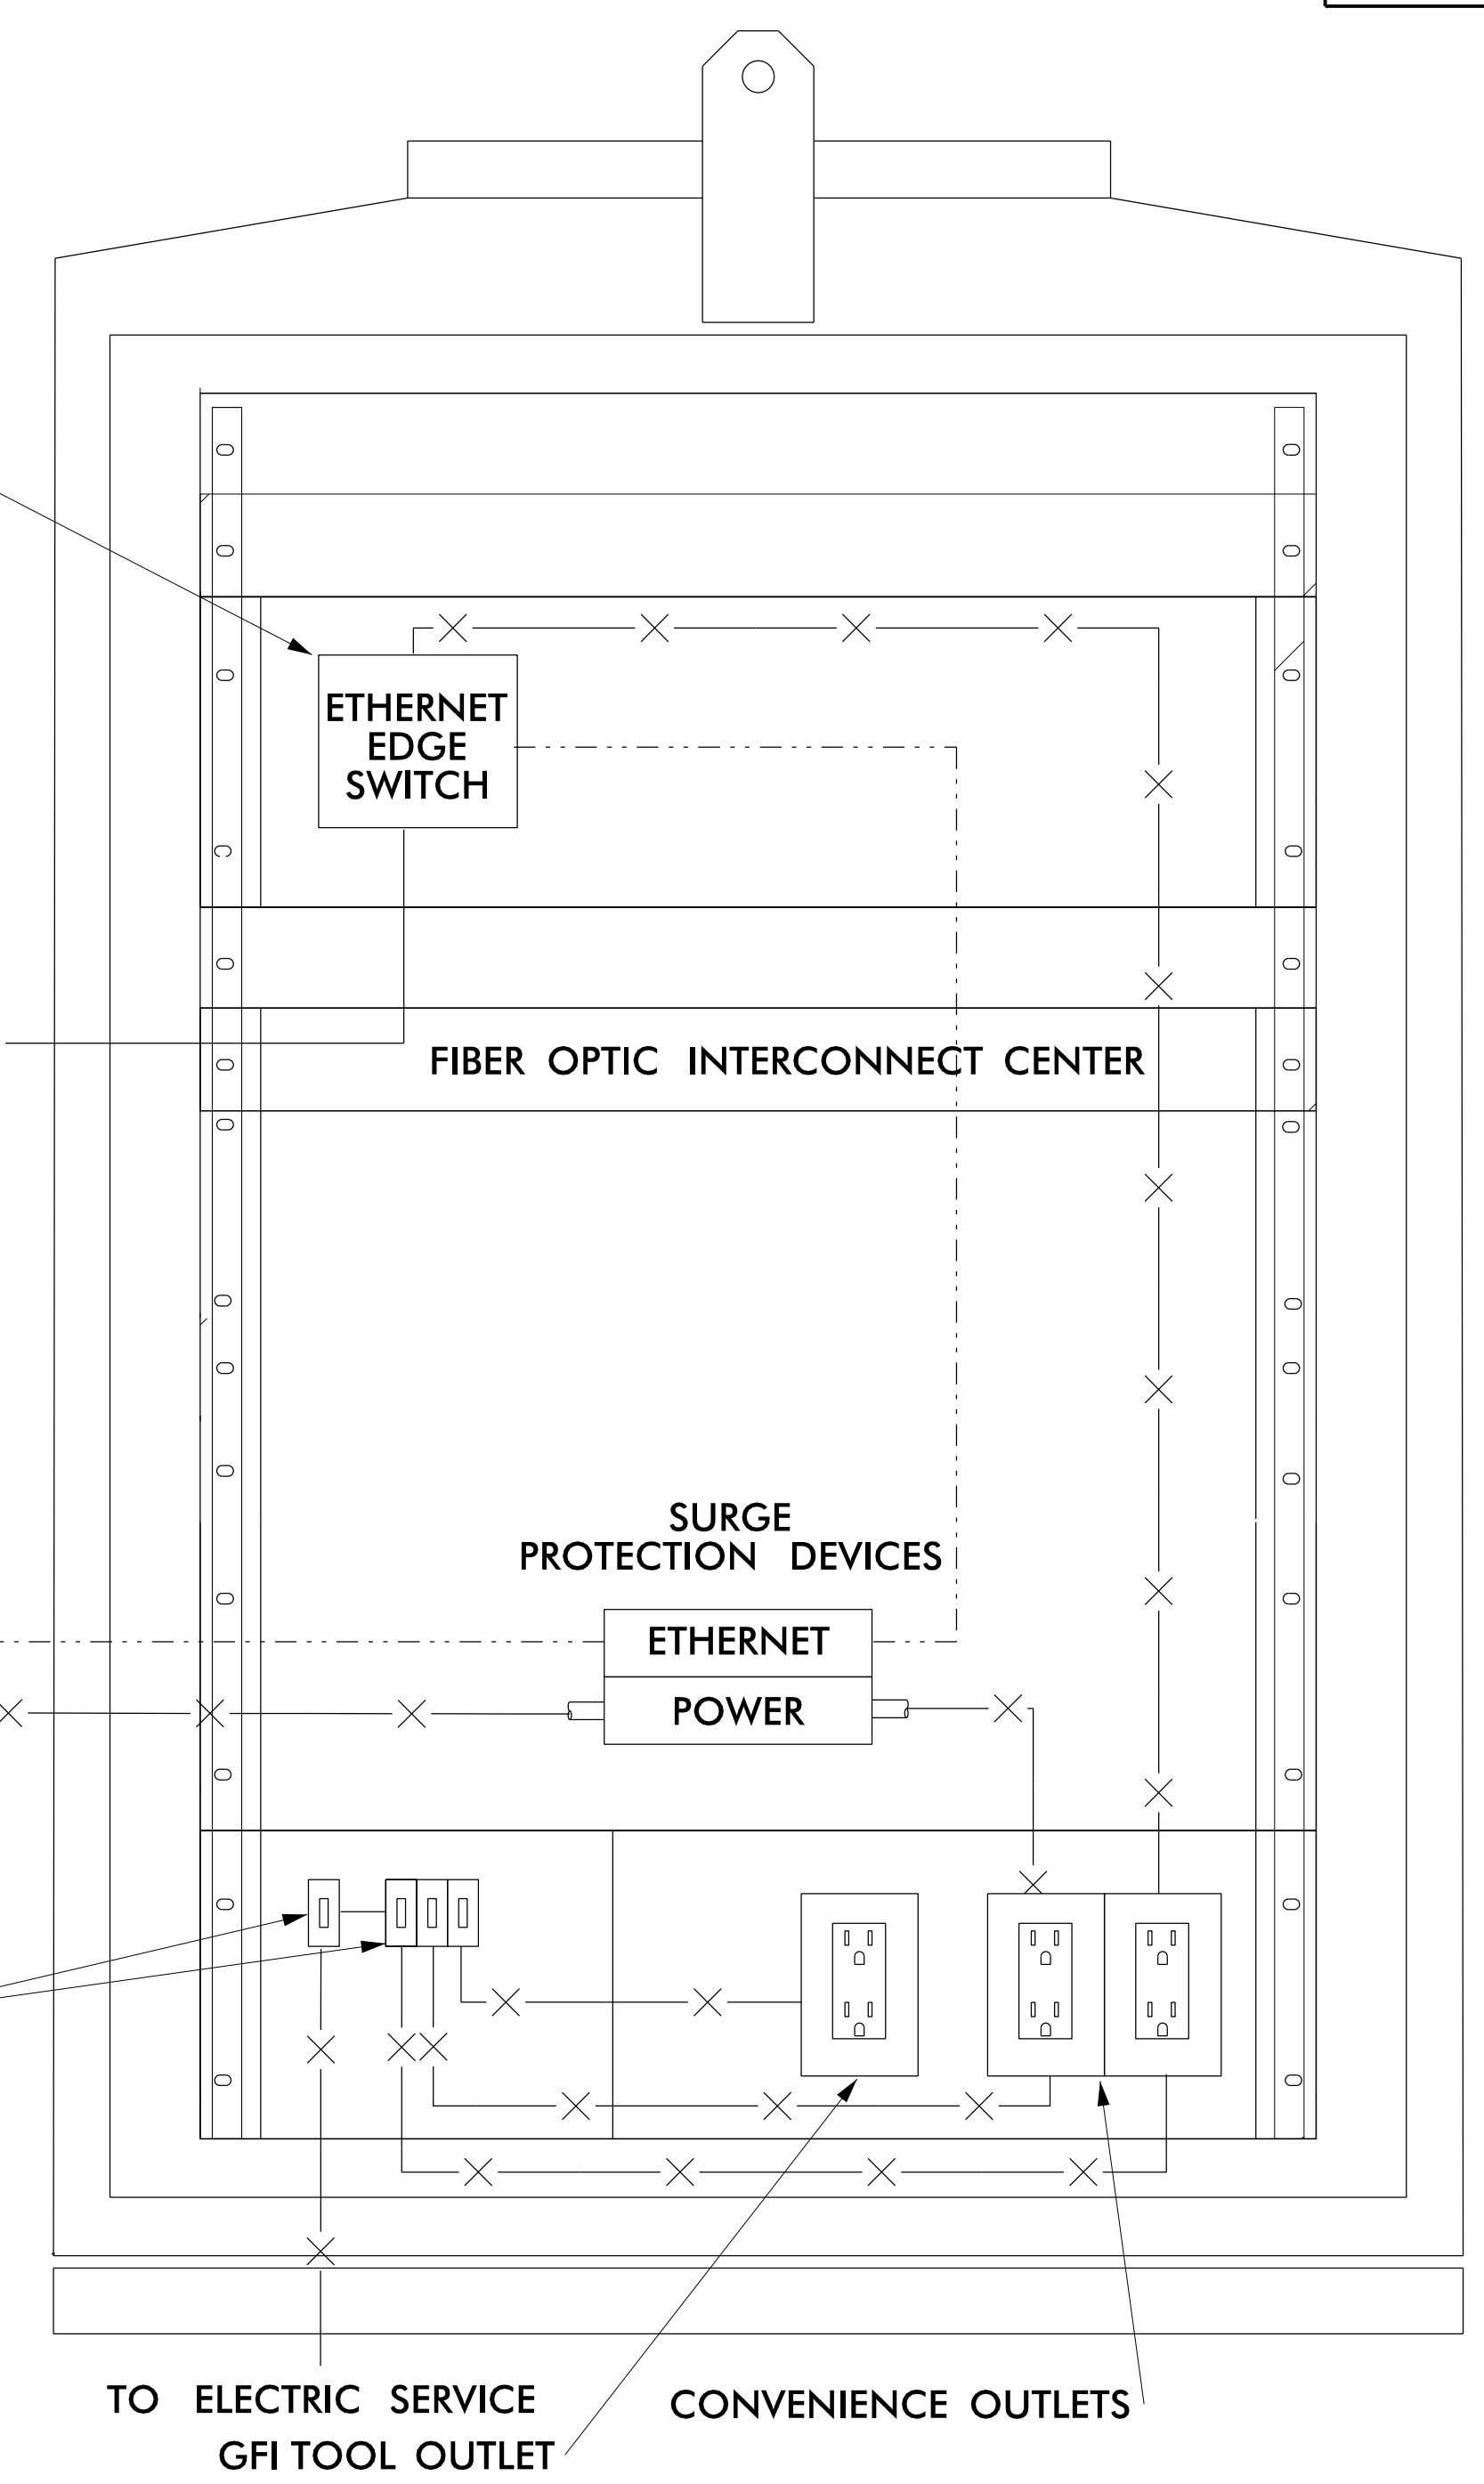 ETHERNET
EDGE
SWITCH
FIBER OPTIC INTERCONNECT CENTER
SURGE
PROTECTION DEVICES
ETHERNET
POWER
TO ELECTRIC SERVICE
CONVENIENCE OUTLETS
GFI TOOL OUTLET